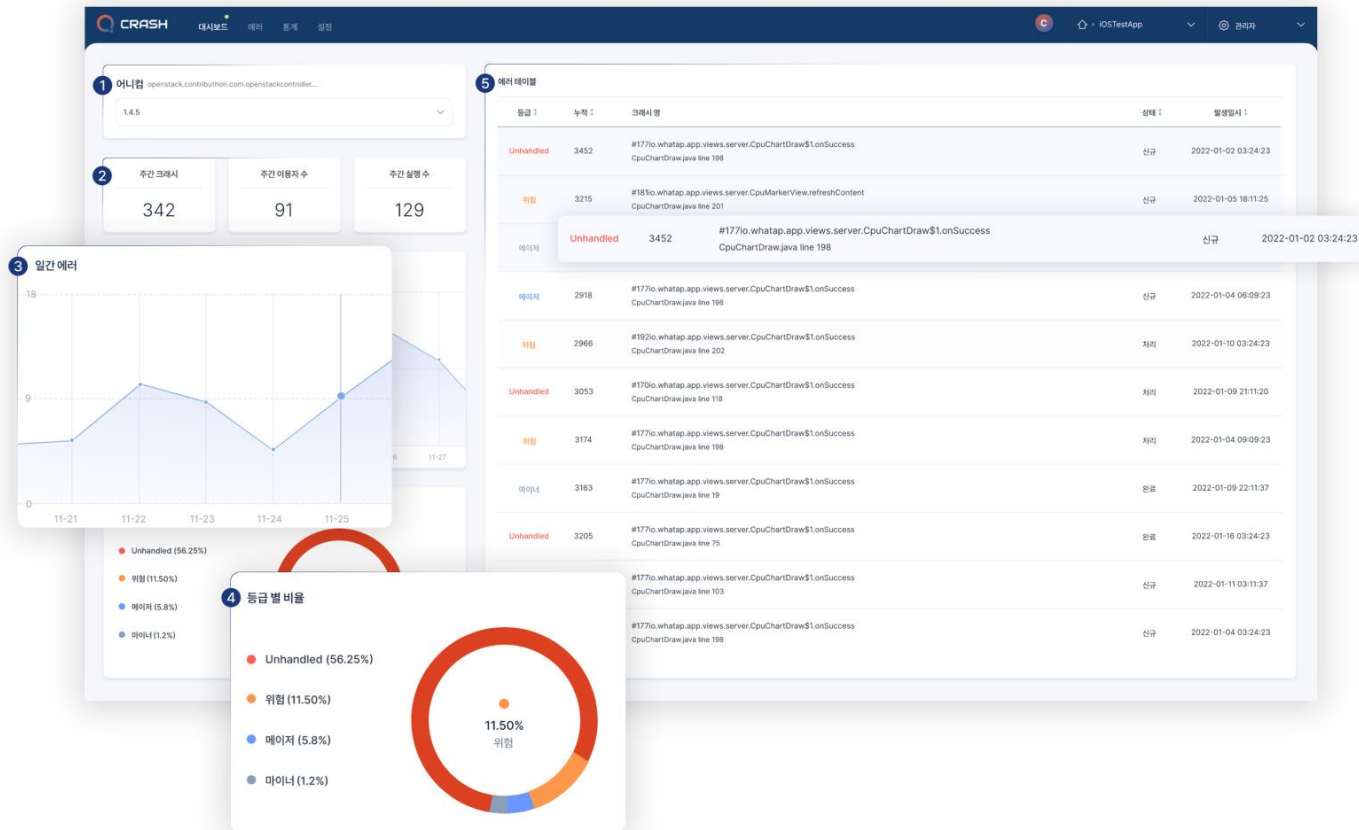 CRASH
대시보드 에러 통계 설정
C
iOSTestApp
관리자
1 어니컴 openstack.contributhon.com.openstackcontroller...
1.4.5
2
주간 크래시 주간 이용자 수 주간 실행 수
342 91 129
3 일간 에러
18
9
0
11-21 11-22 11-23 11-24 11-25
6 11-27
Unhandled (56.25%)
위험 (11.50%)
메이저 (5.8%)
마이너 (1.2%)
4 등급 별 비율
Unhandled (56.25%)
위험 (11.50%)
메이저 (5.8%)
마이너 (1.2%)
11.50%
위험
5 에러 테이블
등급 누적 크래시 명 상태 발생일시
Unhandled 3452 #177io.whatap.app.views.server.CpuChartDraw$1.onSuccess 신규 2022-01-02 03:24:23
CpuChartDraw.java line 198
위험 3215 #181io.whatap.app.views.server.CpuMarkerView.refreshContent 신규 2022-01-05 18:11:25
CpuChartDraw.java line 201
메이저
Unhandled 3452 #177io.whatap.app.views.server.CpuChartDraw$1.onSuccess 신규 2022-01-02 03:24:23
CpuChartDraw.java line 198
메이저 2918 #177io.whatap.app.views.server.CpuChartDraw$1.onSuccess 신규 2022-01-04 06:09:23
CpuChartDraw.java line 198
위험 2966 #192io.whatap.app.views.server.CpuChartDraw$1.onSuccess 처리 2022-01-10 03:24:23
CpuChartDraw.java line 202
Unhandled 3053 #170io.whatap.app.views.server.CpuChartDraw$1.onSuccess 처리 2022-01-09 21:11:20
CpuChartDraw.java line 118
위험 3174 #177io.whatap.app.views.server.CpuChartDraw$1.onSuccess 처리 2022-01-04 09:09:23
CpuChartDraw.java line 198
마이너 3163 #177io.whatap.app.views.server.CpuChartDraw$1.onSuccess 완료 2022-01-09 22:11:37
CpuChartDraw.java line 19
Unhandled 3205 #177io.whatap.app.views.server.CpuChartDraw$1.onSuccess 완료 2022-01-16 03:24:23
CpuChartDraw.java line 75
#177io.whatap.app.views.server.CpuChartDraw$1.onSuccess 신규 2022-01-11 03:11:37
CpuChartDraw.java line 103
#177io.whatap.app.views.server.CpuChartDraw$1.onSuccess 신규 2022-01-04 03:24:23
CpuChartDraw.java line 198